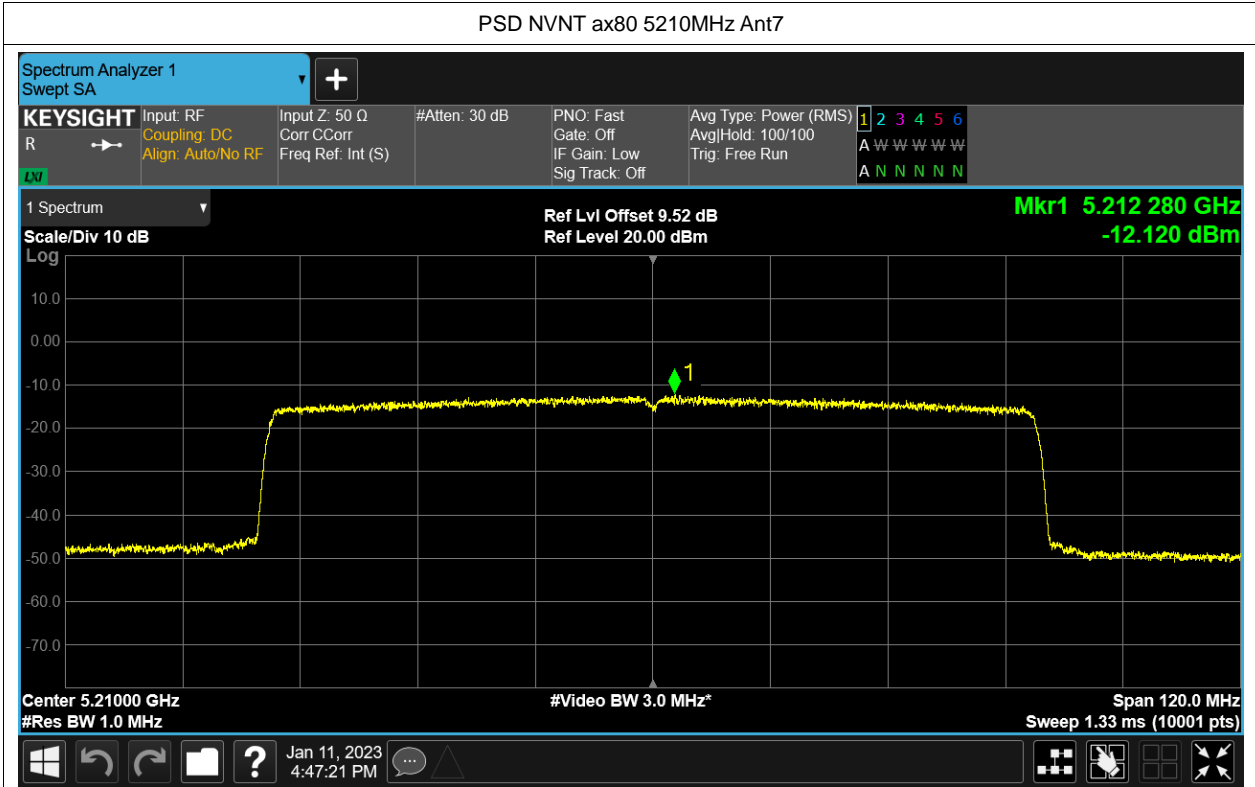 PSD NVNT ax80 5210MHz Ant7
Spectrum Analyzer 1
Swept SA
KEYSIGHT
R
LXI
Input: RF
Coupling: DC
Align: Auto/No RF
Input Z: 50 Ω
Corr CCorr
Freq Ref: Int (S)
#Atten: 30 dB
PNO: Fast
Gate: Off
IF Gain: Low
Sig Track: Off
Avg Type: Power (RMS)
Avg|Hold: 100/100
Trig: Free Run
1 2 3 4 5 6
A W W W W W
A N N N N N
1 Spectrum
Scale/Div 10 dB
Log
Ref Lvl Offset 9.52 dB
Ref Level 20.00 dBm
Mkr1 5.212 280 GHz
-12.120 dBm
10.0
0.00
-10.0
-20.0
-30.0
-40.0
-50.0
-60.0
-70.0
1
Center 5.21000 GHz
#Res BW 1.0 MHz
#Video BW 3.0 MHz*
Span 120.0 MHz
Sweep 1.33 ms (10001 pts)
?
Jan 11, 2023
4:47:21 PM